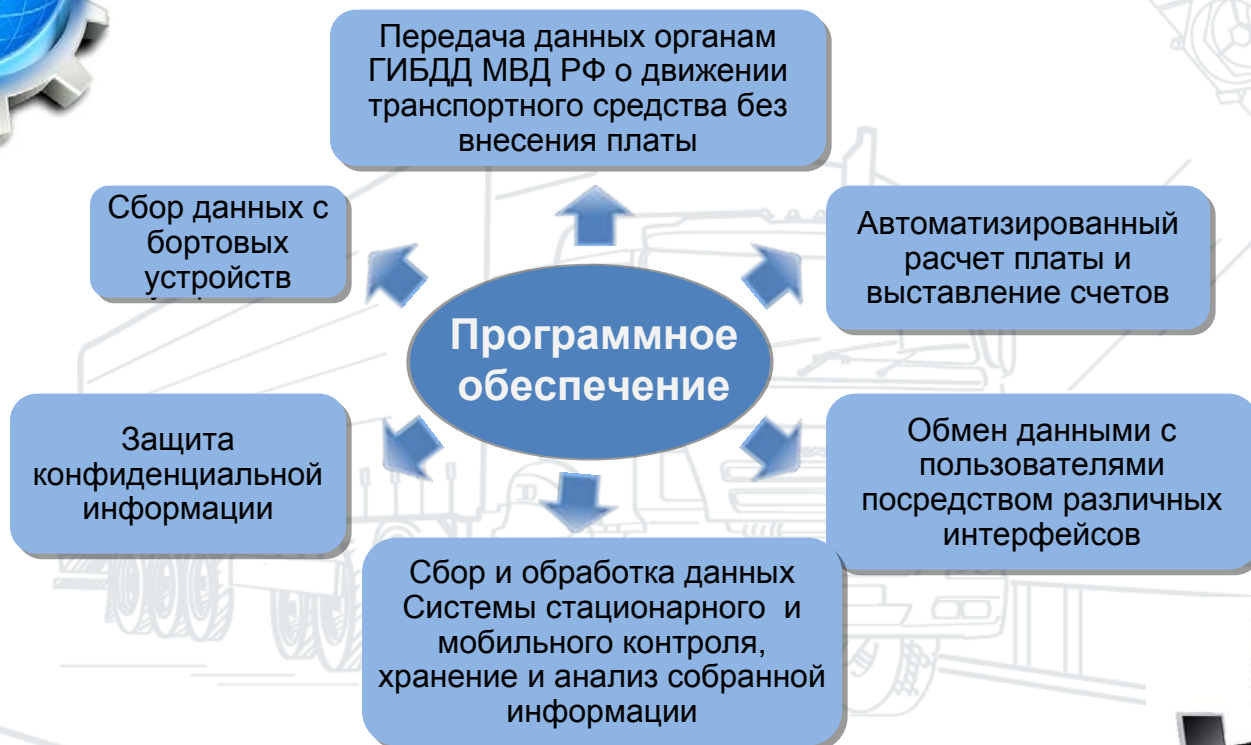 Передача данных органам
ГИБДД МВД РФ о движении
транспортного средства без
внесения платы
Сбор данных с
бортовых
устройств
Автоматизированный
расчет платы и
выставление счетов
Программное
обеспечение
Защита
конфиденциальной
информации
Обмен данными с
пользователями
посредством различных
интерфейсов
Сбор и обработка данных
Системы стационарного и
мобильного контроля,
хранение и анализ собранной
информации